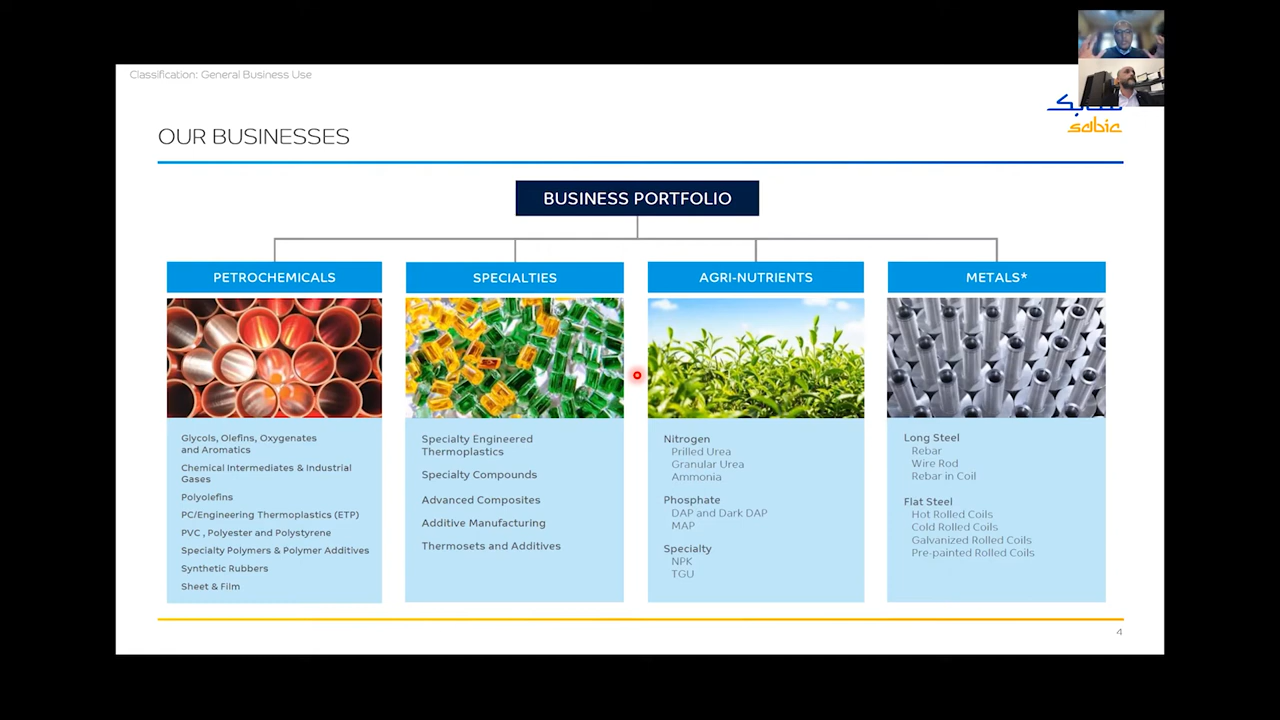 Classification: General Business Use
سابك
sabic
OUR BUSINESSES
BUSINESS PORTFOLIO
PETROCHEMICALS
Glycols, Olefins, Oxygenates
and Aromatics
Chemical Intermediates & Industrial
Gases
Polyolefins
PC/Engineering Thermoplastics (ETP)
PVC , Polyester and Polystyrene
Specialty Polymers & Polymer Additives
Synthetic Rubbers
Sheet & Film
SPECIALTIES
Specialty Engineered
Thermoplastics
Specialty Compounds
Advanced Composites
Additive Manufacturing
Thermosets and Additives
AGRI-NUTRIENTS
Nitrogen
Prilled Urea
Granular Urea
Ammonia
Phosphate
DAP and Dark DAP
MAP
Specialty
NPK
TGU
METALS*
Long Steel
Rebar
Wire Rod
Rebar in Coil
Flat Steel
Hot Rolled Coils
Cold Rolled Coils
Galvanized Rolled Coils
Pre-painted Rolled Coils
4